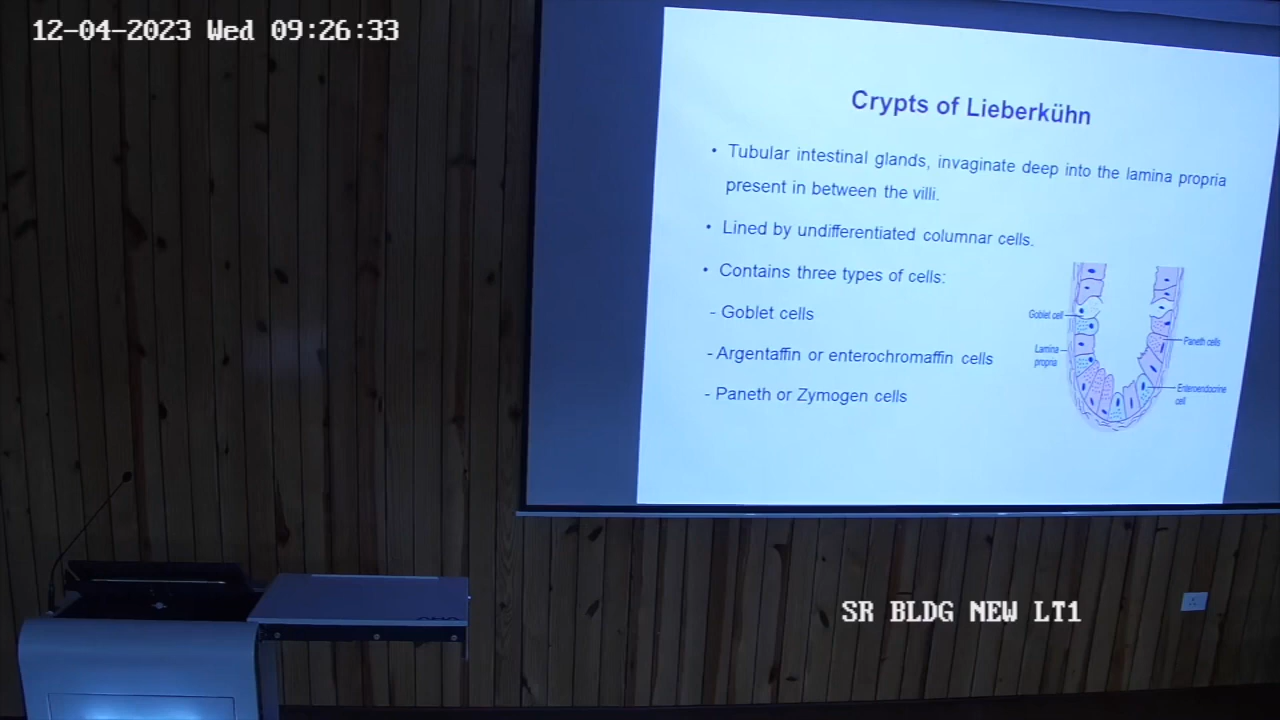 12-04-2023 Wed 09:26:33
Crypts of Lieberkühn
• Tubular intestinal glands, invaginate deep into the lamina propria
present in between the villi.
• Lined by undifferentiated columnar cells.
• Contains three types of cells:
- Goblet cells
- Argentaffin or enterochromaffin cells
- Paneth or Zymogen cells
Goblet cell
Lamina
propria
Paneth cells
Enteroendocrine
cell
SR BLDG NEW LT1